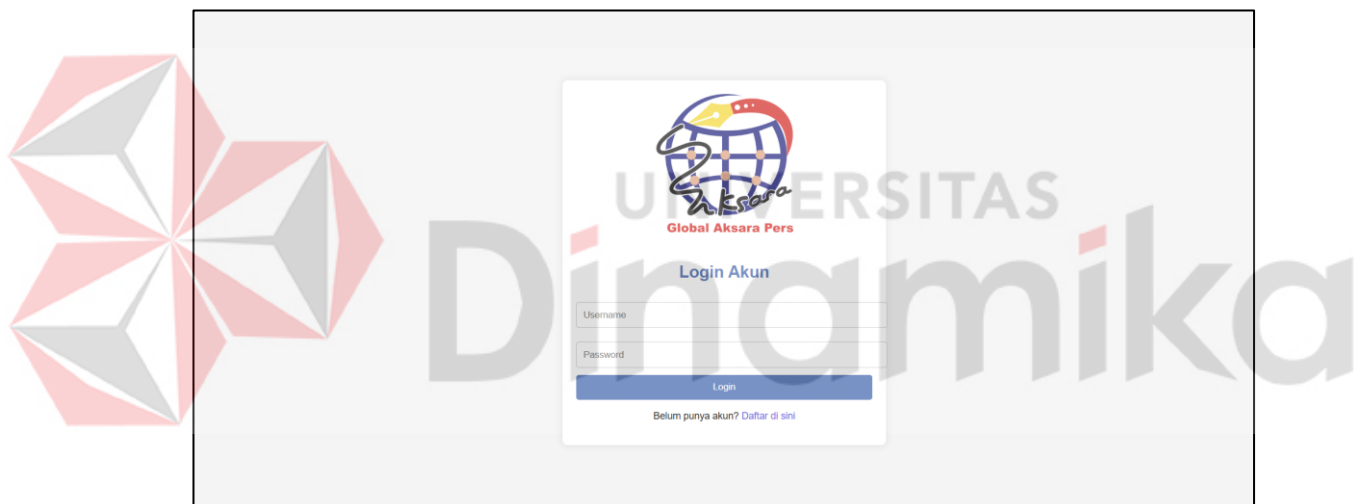 UNIVERSITAS
Dinamika
Aksara
Global Aksara Pers
Login Akun
Username
Password
Login
Belum punya akun? Daftar di sini